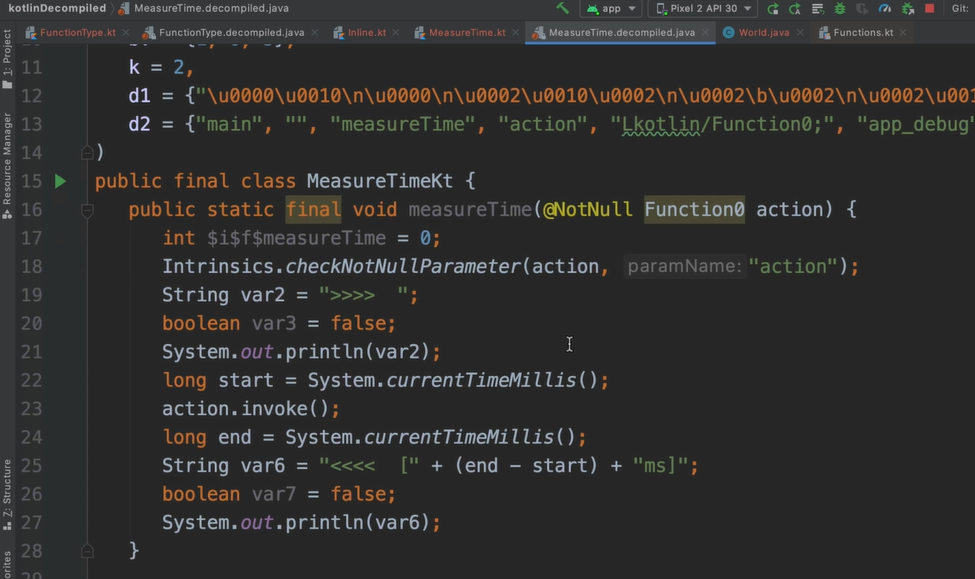 kotlinDecompiled MeasureTime.decompiled.java app Pixel 2 API 30 Git:
FunctionType.kt FunctionType.decompiled.java Inline.kt MeasureTime.kt MeasureTime.decompiled.java World.java Functions.kt
1: Project
Resource Manager
Z: Structure
11 k = 2,
12 d1 = {"\u0000\u0010\n\u0000\n\u0002\u0010\u0002\n\u0002\b\u0002\n\u0002\u001
13 d2 = {"main", "", "measureTime", "action", "Lkotlin/Function0;", "app_debug"
14 )
15 public final class MeasureTimeKt {
16 public static final void measureTime(@NotNull Function0 action) {
17 int $i$f$measureTime = 0;
18 Intrinsics.checkNotNullParameter(action, paramName: "action");
19 String var2 = ">>>>  ";
20 boolean var3 = false;
21 System.out.println(var2);
22 long start = System.currentTimeMillis();
23 action.invoke();
24 long end = System.currentTimeMillis();
25 String var6 = "<<<<  [" + (end - start) + "ms]";
26 boolean var7 = false;
27 System.out.println(var6);
28 }